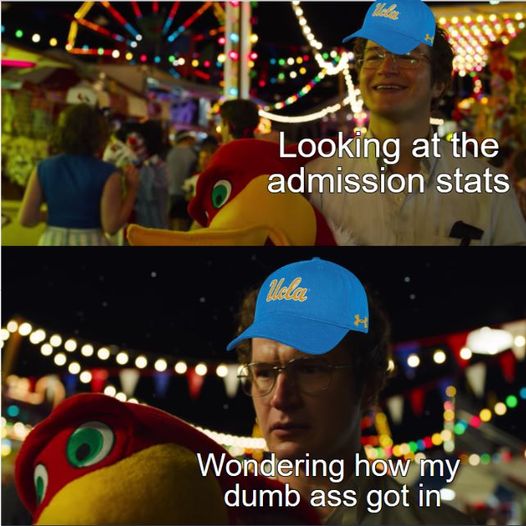 Ucla
Looking at the
admission stats
Ucla
Wondering how my
dumb ass got in